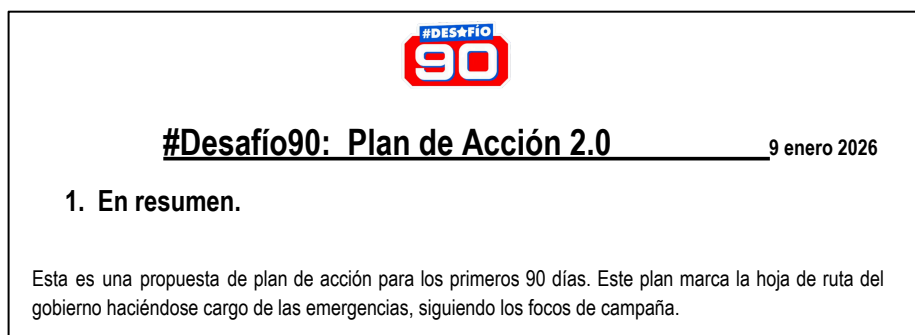 #DESAFÍO
90
#Desafío90: Plan de Acción 2.0 9 enero 2026
1. En resumen.
Esta es una propuesta de plan de acción para los primeros 90 días. Este plan marca la hoja de ruta del
gobierno haciéndose cargo de las emergencias, siguiendo los focos de campaña.